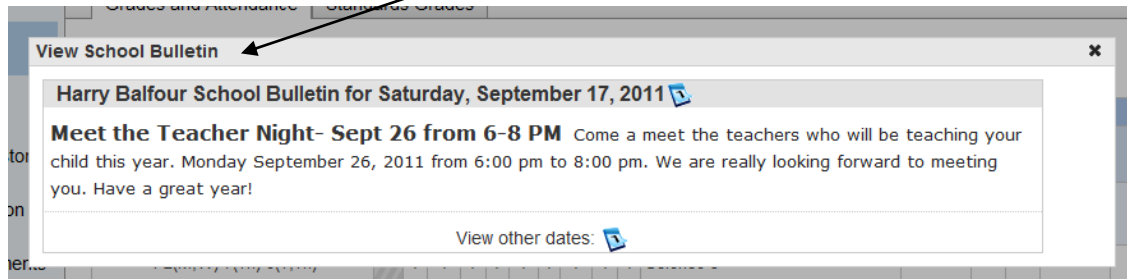 Grades and Attendance Standards Grades
View School Bulletin
Harry Balfour School Bulletin for Saturday, September 17, 2011
Meet the Teacher Night- Sept 26 from 6-8 PM Come a meet the teachers who will be teaching your
child this year. Monday September 26, 2011 from 6:00 pm to 8:00 pm. We are really looking forward to meeting
you. Have a great year!
View other dates: